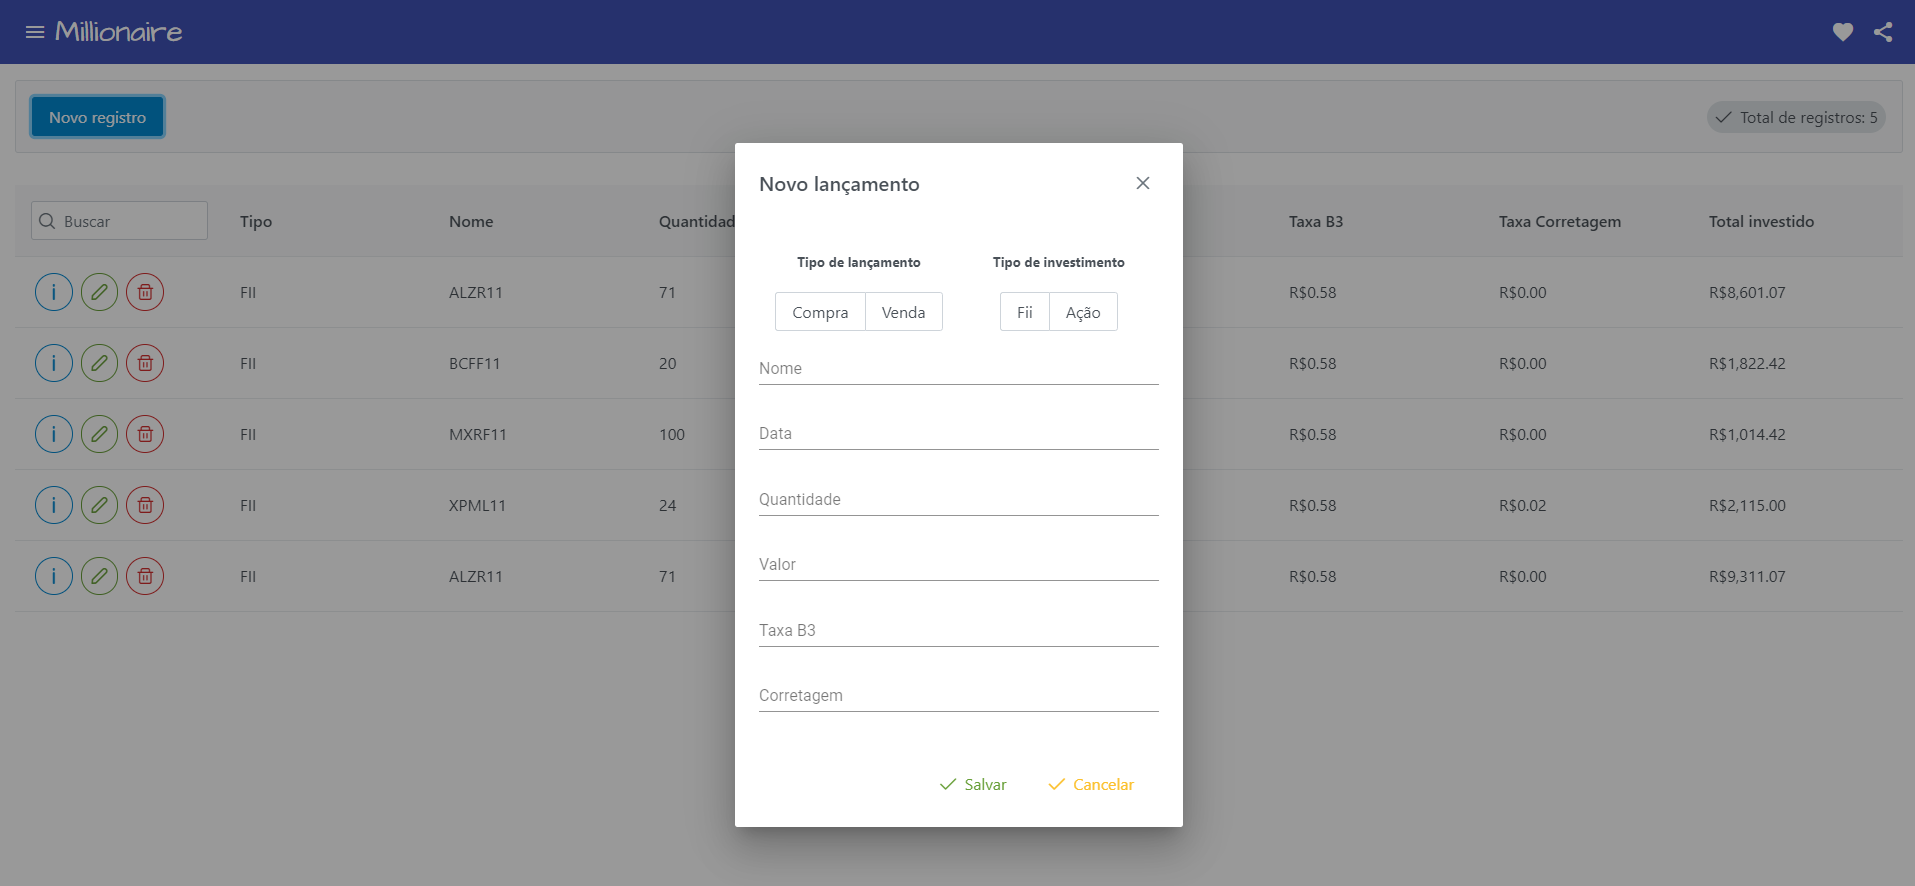 Millionaire
Novo registro
Total de registros: 5
Novo lançamento
Buscar
Tipo
Nome
Quantidad
Taxa B3
Taxa Corretagem
Total investido
Tipo de lançamento
Tipo de investimento
Compra
Venda
Fii
Ação
Nome
Data
Quantidade
Valor
Taxa B3
Corretagem
Salvar
Cancelar
FII ALZR11 71 R$0.58 R$0.00 R$8,601.07
FII BCFF11 20 R$0.58 R$0.00 R$1,822.42
FII MXRF11 100 R$0.58 R$0.00 R$1,014.42
FII XPML11 24 R$0.58 R$0.02 R$2,115.00
FII ALZR11 71 R$0.58 R$0.00 R$9,311.07